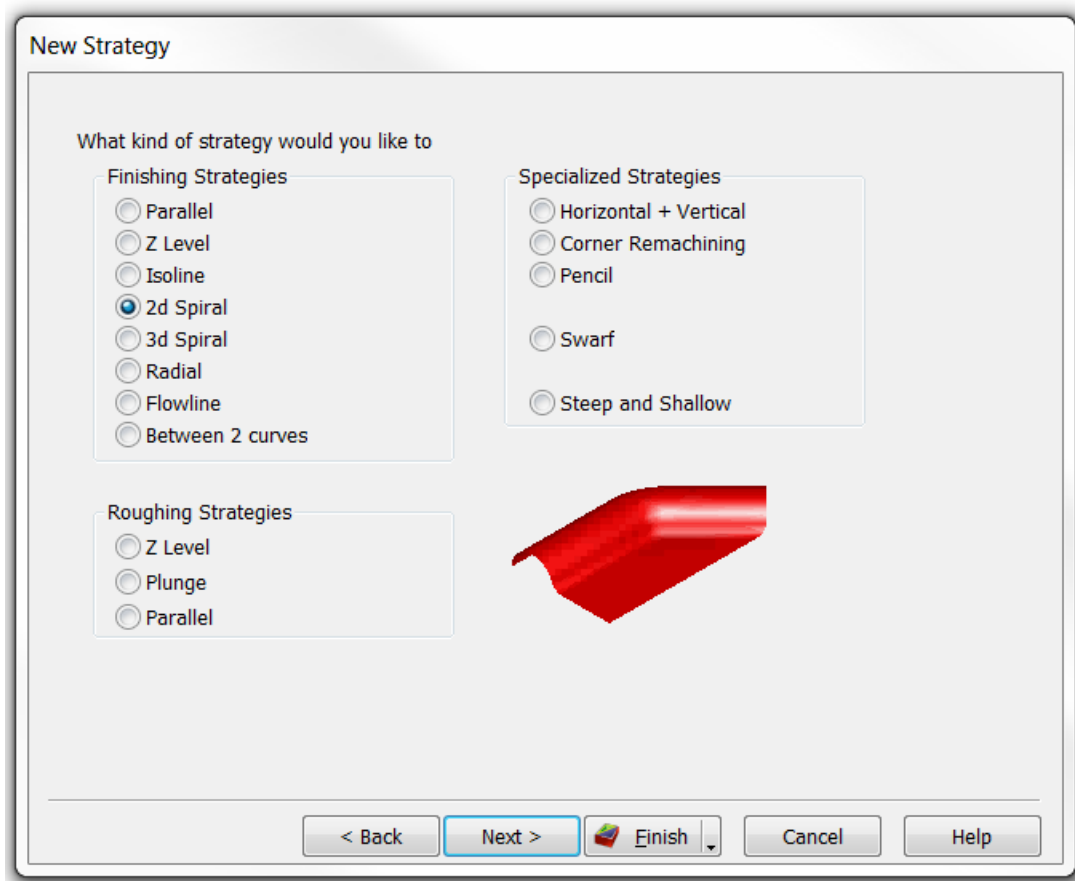 New Strategy
What kind of strategy would you like to
Finishing Strategies
Parallel
Z Level
Isoline
2d Spiral
3d Spiral
Radial
Flowline
Between 2 curves
Specialized Strategies
Horizontal + Vertical
Corner Remachining
Pencil
Swarf
Steep and Shallow
Roughing Strategies
Z Level
Plunge
Parallel
< Back
Next >
Finish
Cancel
Help